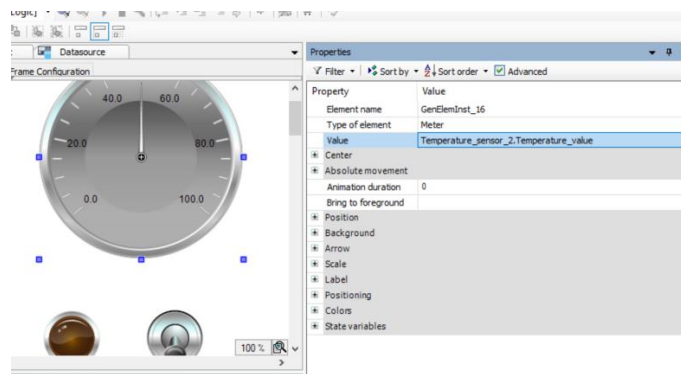 Logic]
Datasource
Frame Configuration
40.0 60.0
20.0 80.0
0.0 100.0
100 %
Properties
Filter Sort by Sort order Advanced
Property Value
Element name GenElemInst_16
Type of element Meter
Value Temperature_sensor_2.Temperature_value
Center
Absolute movement
Animation duration 0
Bring to foreground
Position
Background
Arrow
Scale
Label
Positioning
Colors
State variables